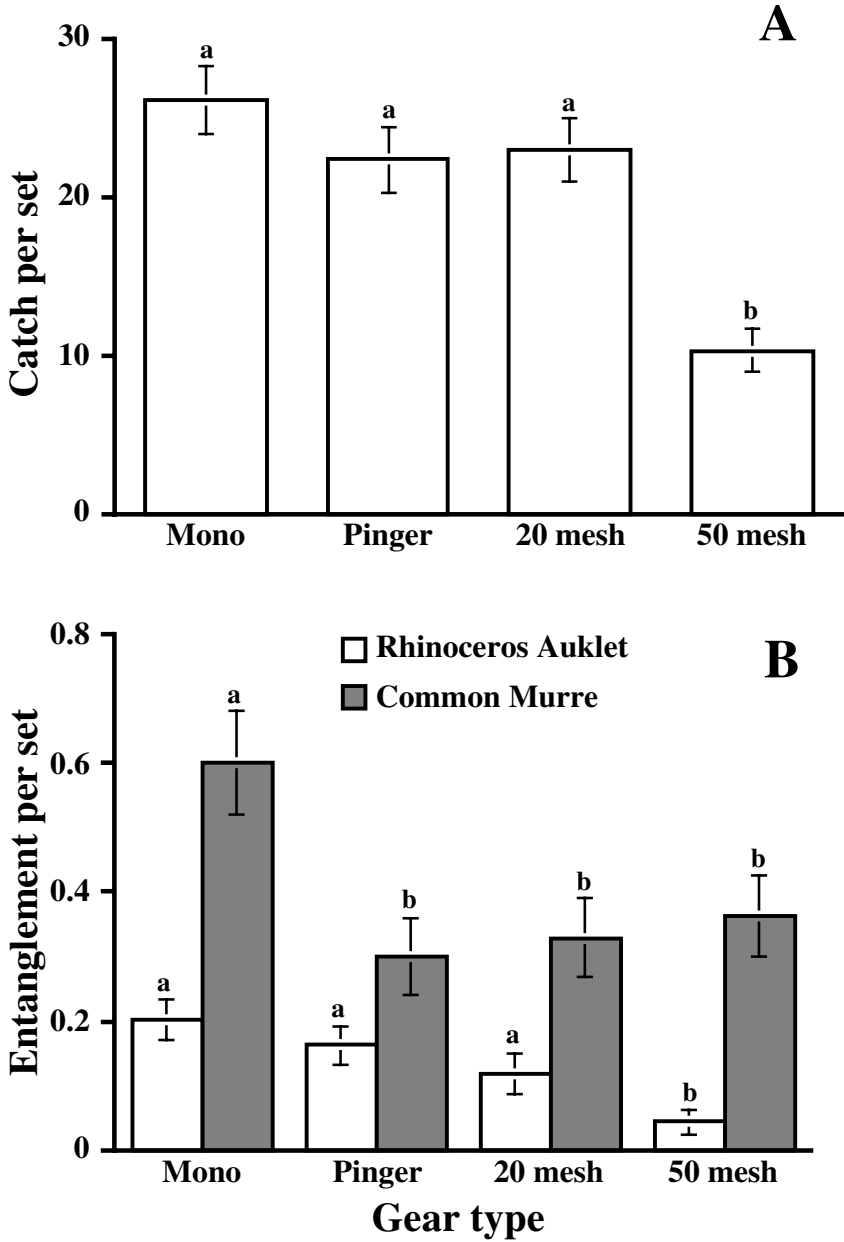 A
30
20
10
0
Catch per set
a
a
a
b
Mono Pinger 20 mesh 50 mesh
B
0.8
0.6
0.4
0.2
0
Entanglement per set
Rhinoceros Auklet
Common Murre
a
a
a
b
a
b
a
b
b
b
Mono Pinger 20 mesh 50 mesh
Gear type